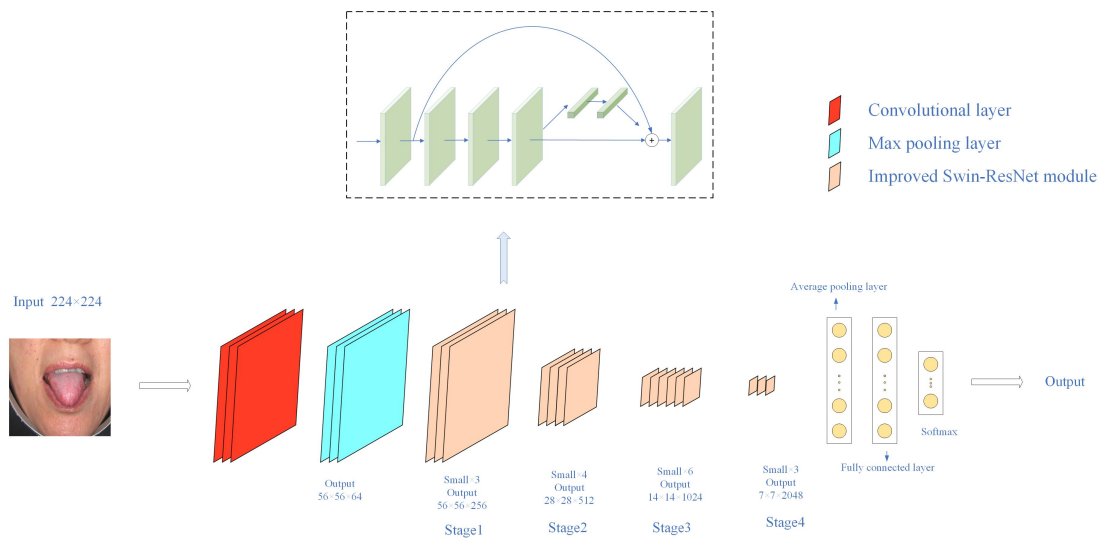 +
Convolutional layer
Max pooling layer
Improved Swin-ResNet module
Input 224×224
Average pooling layer
Output
Softmax
Fully connected layer
Output
56×56×64
Small×3
Output
56×56×256
Stage1
Small×4
Output
28×28×512
Stage2
Small×6
Output
14×14×1024
Stage3
Small×3
Output
7×7×2048
Stage4